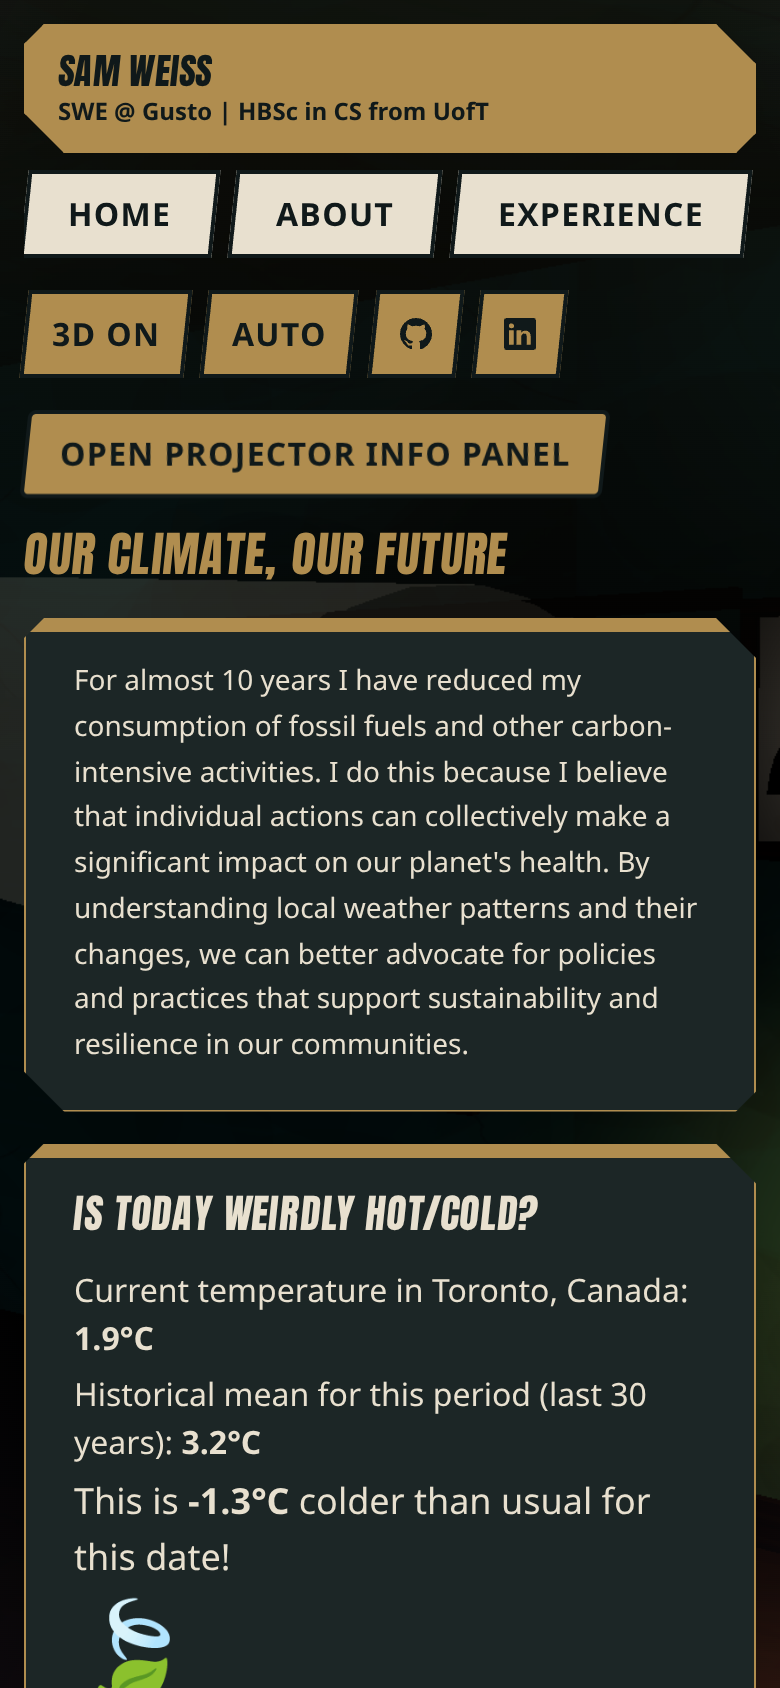 SAM WEISS
SWE @ Gusto | HBSc in CS from UofT
HOME ABOUT EXPERIENCE
3D ON AUTO in
OPEN PROJECTOR INFO PANEL
OUR CLIMATE, OUR FUTURE
For almost 10 years I have reduced my
consumption of fossil fuels and other carbon-
intensive activities. I do this because I believe
that individual actions can collectively make a
significant impact on our planet's health. By
understanding local weather patterns and their
changes, we can better advocate for policies
and practices that support sustainability and
resilience in our communities.
IS TODAY WEIRDLY HOT/COLD?
Current temperature in Toronto, Canada:
1.9°C
Historical mean for this period (last 30
years): 3.2°C
This is -1.3°C colder than usual for
this date!